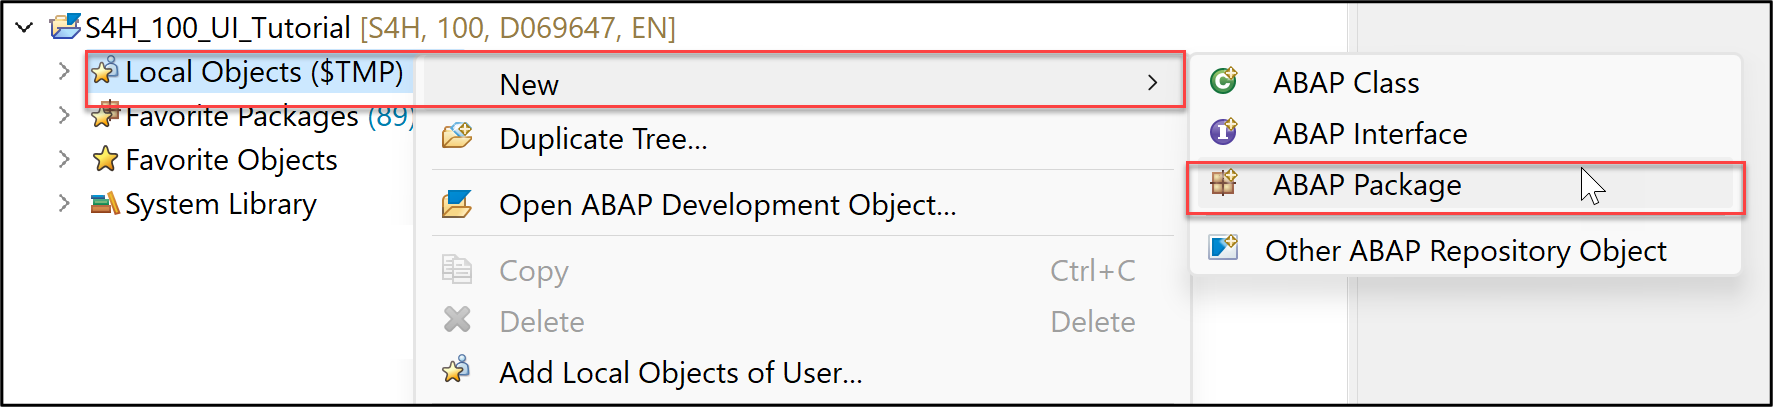 S4H_100_UI_Tutorial [S4H, 100, D069647, EN]
Local Objects ($TMP)
Favorite Packages (89)
Favorite Objects
System Library
New
Duplicate Tree...
Open ABAP Development Object...
Copy Ctrl+C
Delete Delete
Add Local Objects of User...
ABAP Class
ABAP Interface
ABAP Package
Other ABAP Repository Object